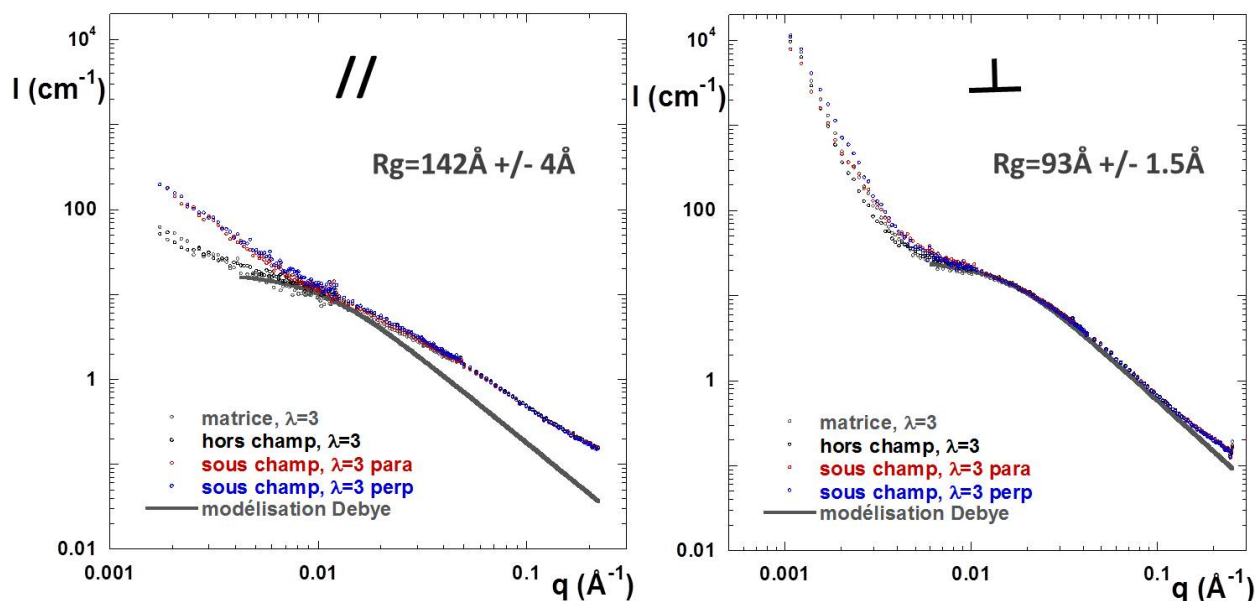 10⁴
I (cm⁻¹)
//
Rg=142Å +/- 4Å
100
1
matrice, λ=3
hors champ, λ=3
sous champ, λ=3 para
sous champ, λ=3 perp
modélisation Debye
0.01
0.001
0.01
0.1
q (Å⁻¹)
10⁴
I (cm⁻¹)
⊥
Rg=93Å +/- 1.5Å
100
1
matrice, λ=3
hors champ, λ=3
sous champ, λ=3 para
sous champ, λ=3 perp
modélisation Debye
0.01
0.001
0.01
0.1
q (Å⁻¹)